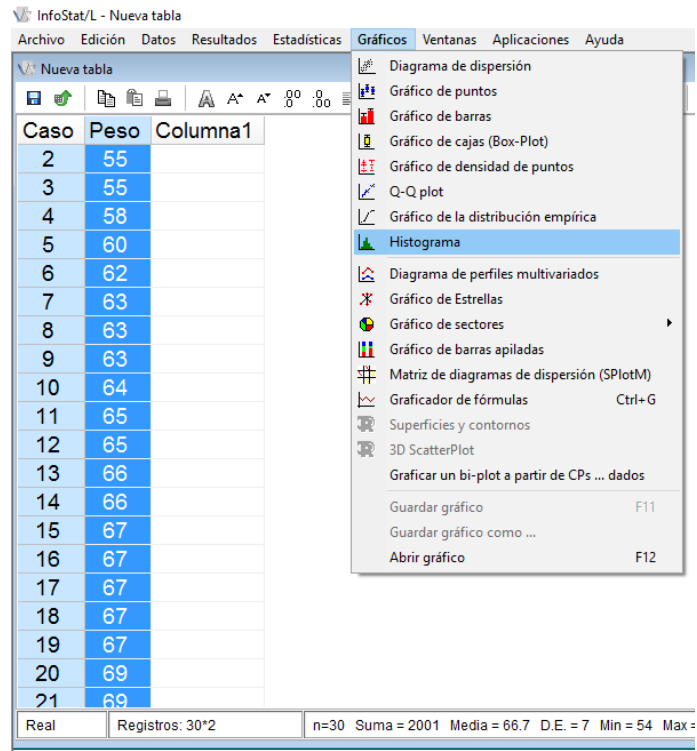 InfoStat/L - Nueva tabla
Archivo Edición Datos Resultados Estadísticas Gráficos Ventanas Aplicaciones Ayuda
Nueva tabla
Caso Peso Columna1
2 55
3 55
4 58
5 60
6 62
7 63
8 63
9 63
10 64
11 65
12 65
13 66
14 66
15 67
16 67
17 67
18 67
19 67
20 69
21 69
Diagrama de dispersión
Gráfico de puntos
Gráfico de barras
Gráfico de cajas (Box-Plot)
Gráfico de densidad de puntos
Q-Q plot
Gráfico de la distribución empírica
Histograma
Diagrama de perfiles multivariados
Gráfico de Estrellas
Gráfico de sectores
Gráfico de barras apiladas
Matriz de diagramas de dispersión (SPlotM)
Graficador de fórmulas Ctrl+G
Superficies y contornos
3D ScatterPlot
Graficar un bi-plot a partir de CPs ... dados
Guardar gráfico F11
Guardar gráfico como ...
Abrir gráfico F12
Real Registros: 30*2 n=30 Suma = 2001 Media = 66.7 D.E. = 7 Min = 54 Max =